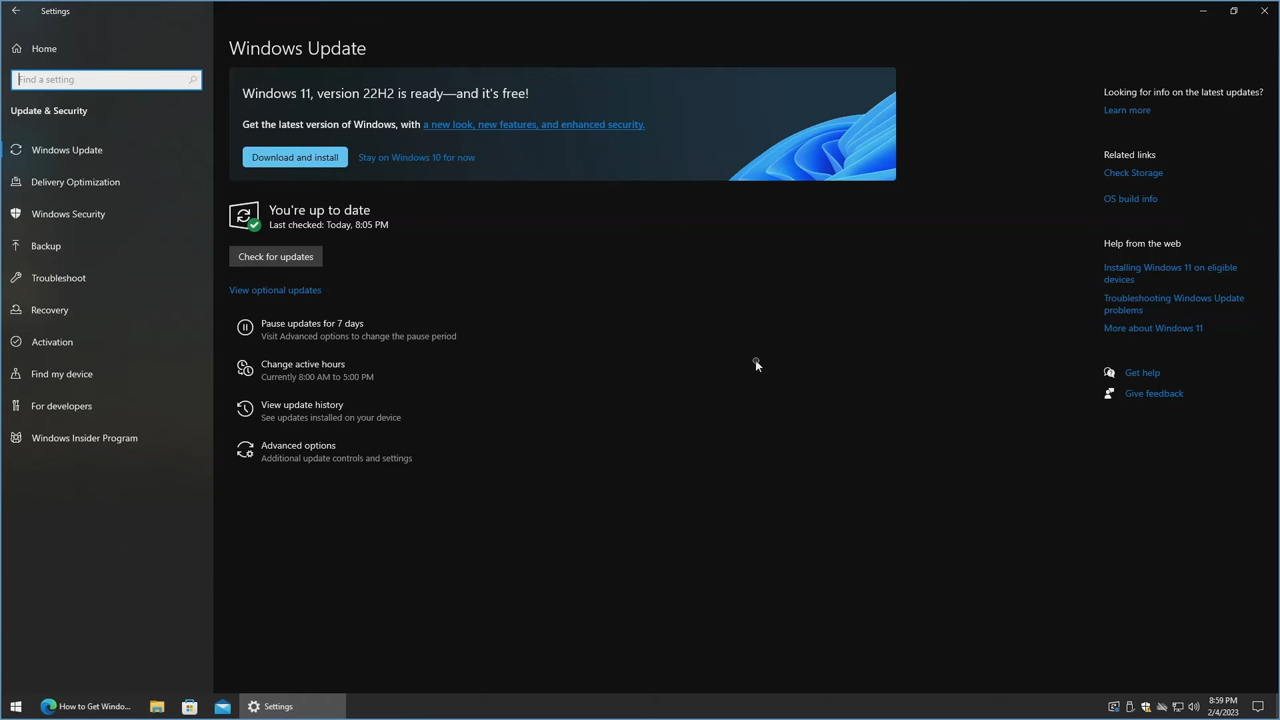 Settings
Home
Find a setting
Update & Security
Windows Update
Delivery Optimization
Windows Security
Backup
Troubleshoot
Recovery
Activation
Find my device
For developers
Windows Insider Program
Windows Update
Windows 11, version 22H2 is ready—and it's free!
Get the latest version of Windows, with a new look, new features, and enhanced security.
Download and install
Stay on Windows 10 for now
You're up to date
Last checked: Today, 8:05 PM
Check for updates
View optional updates
Pause updates for 7 days
Visit Advanced options to change the pause period
Change active hours
Currently 8:00 AM to 5:00 PM
View update history
See updates installed on your device
Advanced options
Additional update controls and settings
Looking for info on the latest updates?
Learn more
Related links
Check Storage
OS build info
Help from the web
Installing Windows 11 on eligible
devices
Troubleshooting Windows Update
problems
More about Windows 11
Get help
Give feedback
How to Get Windo...
Settings
8:59 PM
2/4/2023